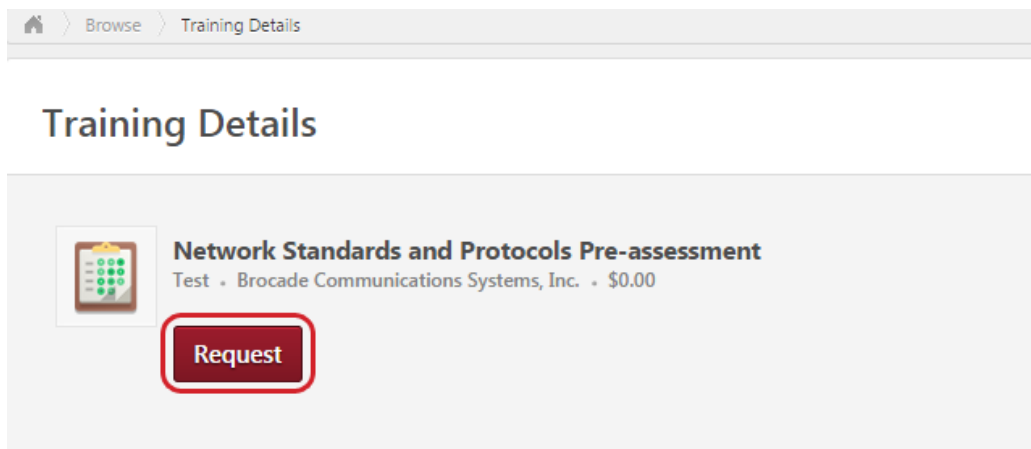 Browse Training Details
Training Details
Network Standards and Protocols Pre-assessment
Test • Brocade Communications Systems, Inc. • $0.00
Request